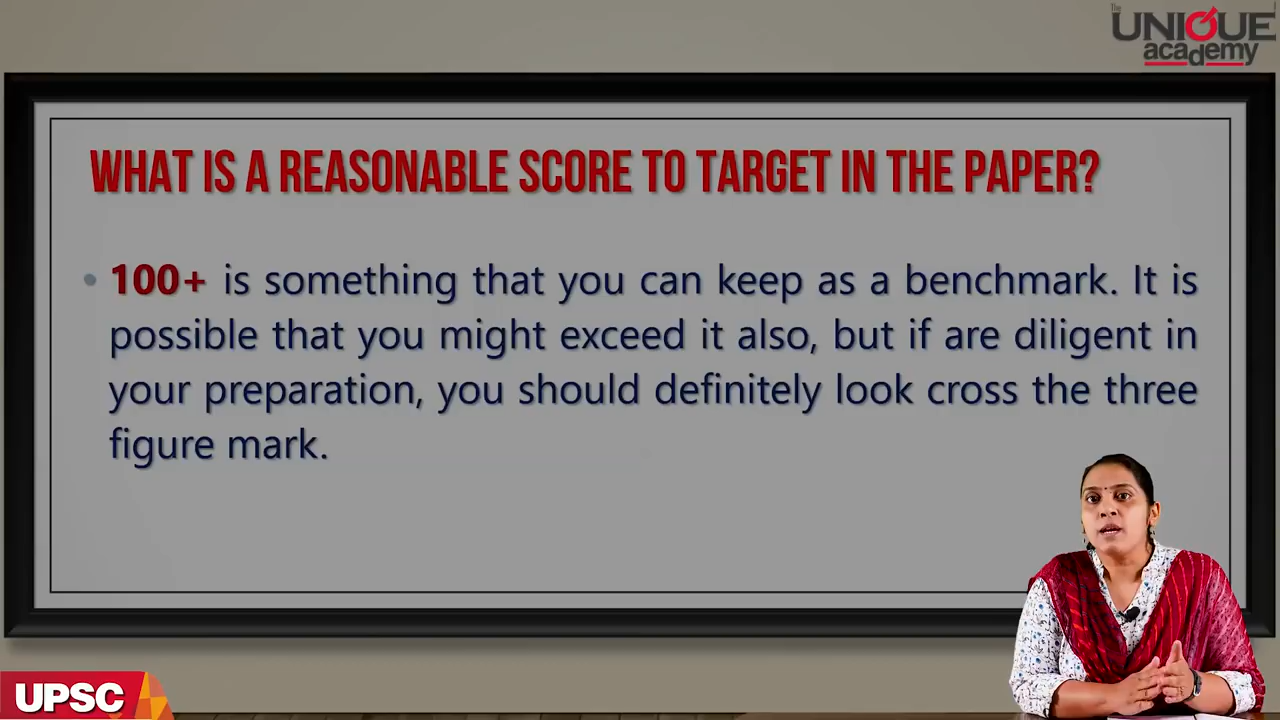 The
UNIQUE
academy
WHAT IS A REASONABLE SCORE TO TARGET IN THE PAPER?
• 100+ is something that you can keep as a benchmark. It is
possible that you might exceed it also, but if are diligent in
your preparation, you should definitely look cross the three
figure mark.
UPSC